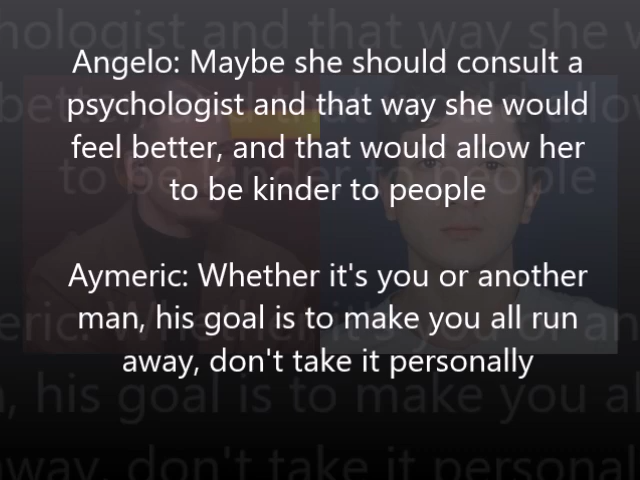 Angelo: Maybe she should consult a
psychologist and that way she would
feel better, and that would allow her
to be kinder to people
Aymeric: Whether it's you or another
man, his goal is to make you all run
away, don't take it personally